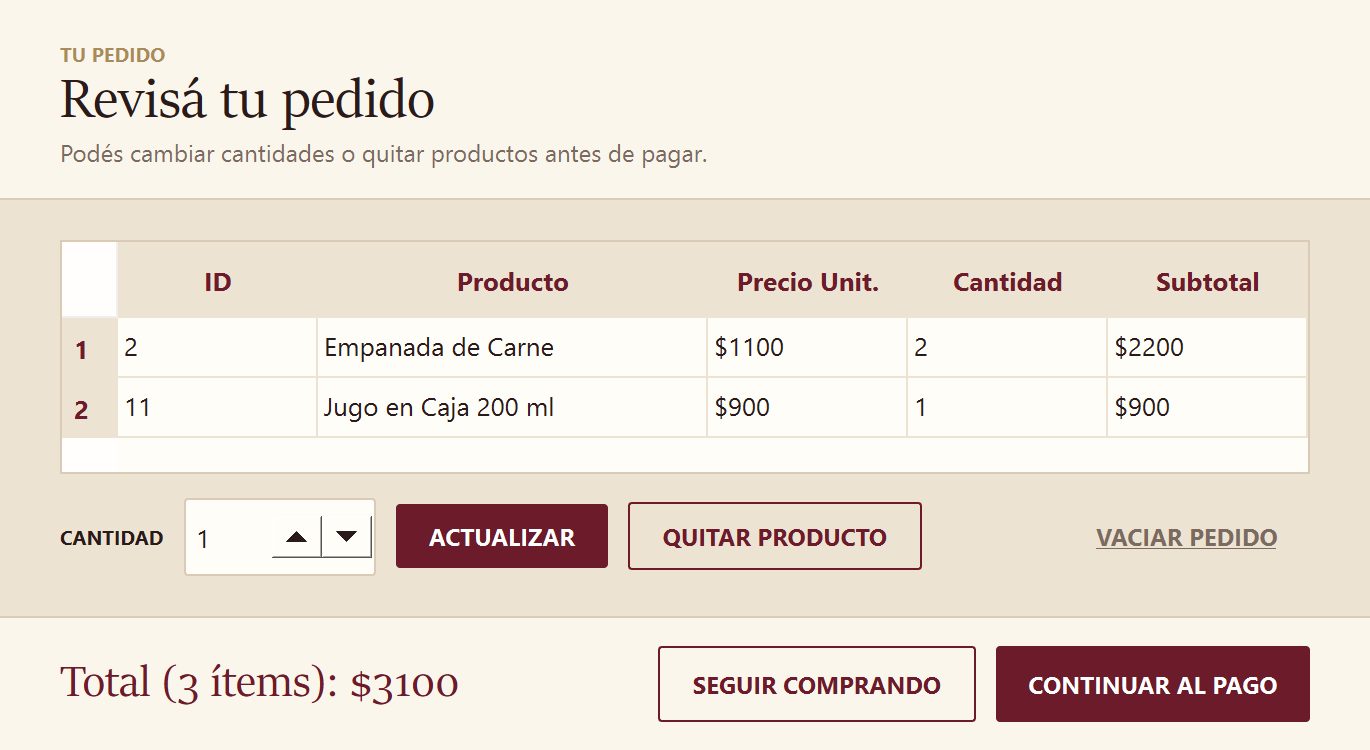 TU PEDIDO
Revisá tu pedido
Podés cambiar cantidades o quitar productos antes de pagar.
ID Producto Precio Unit. Cantidad Subtotal
1 2 Empanada de Carne $1100 2 $2200
2 11 Jugo en Caja 200 ml $900 1 $900
CANTIDAD 1 ACTUALIZAR QUITAR PRODUCTO VACIAR PEDIDO
Total (3 ítems): $3100 SEGUIR COMPRANDO CONTINUAR AL PAGO